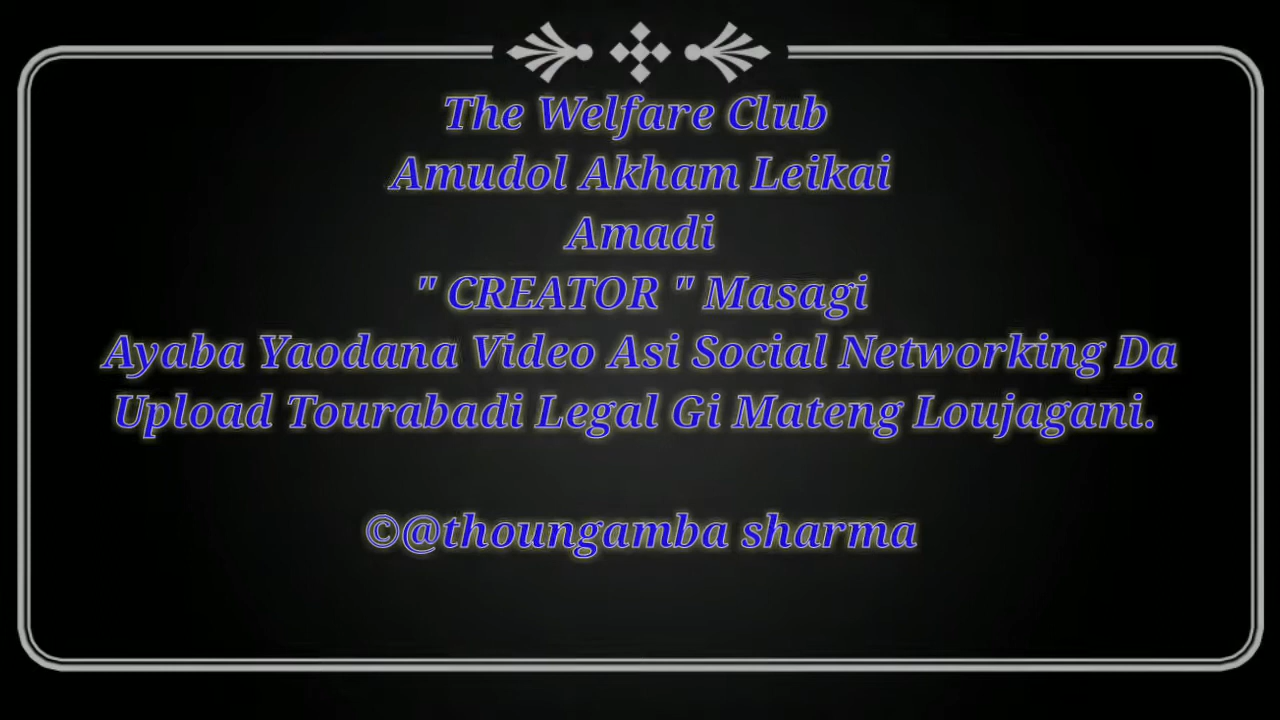 The Welfare Club
Amudol Akham Leikai
Amadi
" CREATOR " Masagi
Ayaba Yaodana Video Asi Social Networking Da
Upload Tourabadi Legal Gi Mateng Loujagani.
©@thoungamba sharma